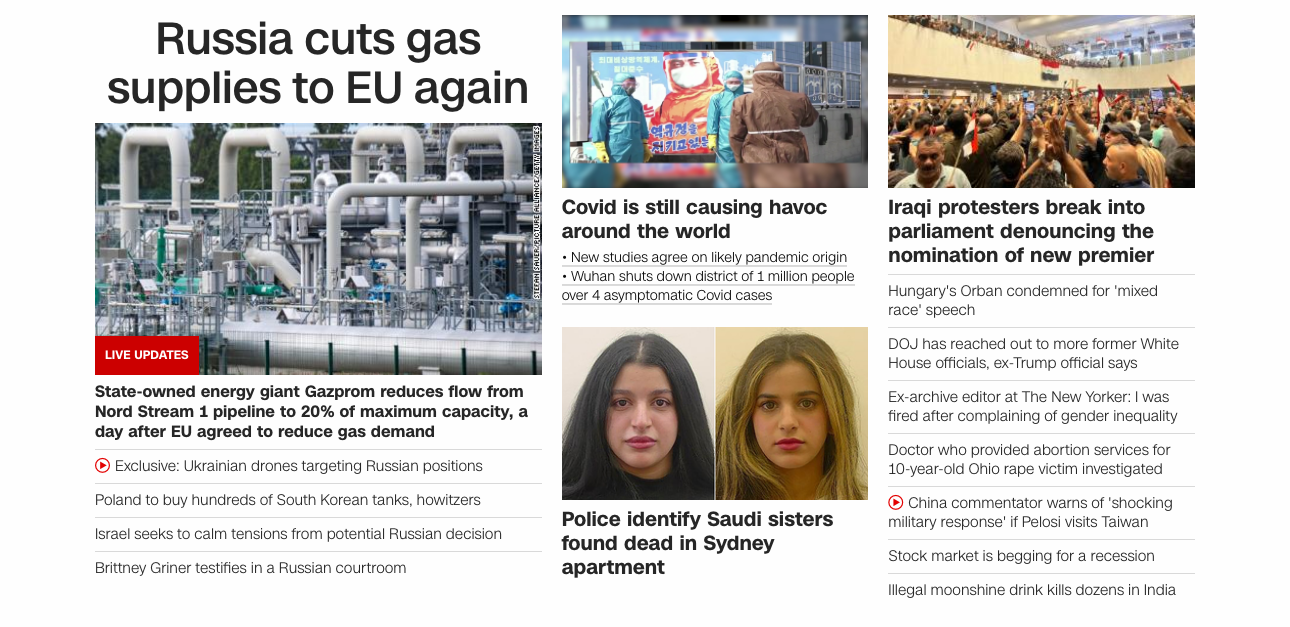 Russia cuts gas
supplies to EU again
STEFAN SAUER/PICTURE ALLIANCE/GETTY IMAGES
LIVE UPDATES
State-owned energy giant Gazprom reduces flow from
Nord Stream 1 pipeline to 20% of maximum capacity, a
day after EU agreed to reduce gas demand
Exclusive: Ukrainian drones targeting Russian positions
Poland to buy hundreds of South Korean tanks, howitzers
Israel seeks to calm tensions from potential Russian decision
Brittney Griner testifies in a Russian courtroom
Covid is still causing havoc
around the world
• New studies agree on likely pandemic origin
• Wuhan shuts down district of 1 million people
over 4 asymptomatic Covid cases
Police identify Saudi sisters
found dead in Sydney
apartment
Iraqi protesters break into
parliament denouncing the
nomination of new premier
Hungary's Orban condemned for 'mixed
race' speech
DOJ has reached out to more former White
House officials, ex-Trump official says
Ex-archive editor at The New Yorker: I was
fired after complaining of gender inequality
Doctor who provided abortion services for
10-year-old Ohio rape victim investigated
China commentator warns of 'shocking
military response' if Pelosi visits Taiwan
Stock market is begging for a recession
Illegal moonshine drink kills dozens in India